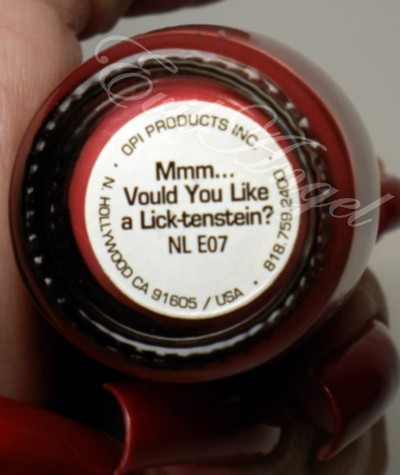 OPI PRODUCTS INC.
Mmm...
Vould You Like
a Lick-tenstein?
NL E07
N. HOLLYWOOD CA 91605 / USA • 818.759.2400